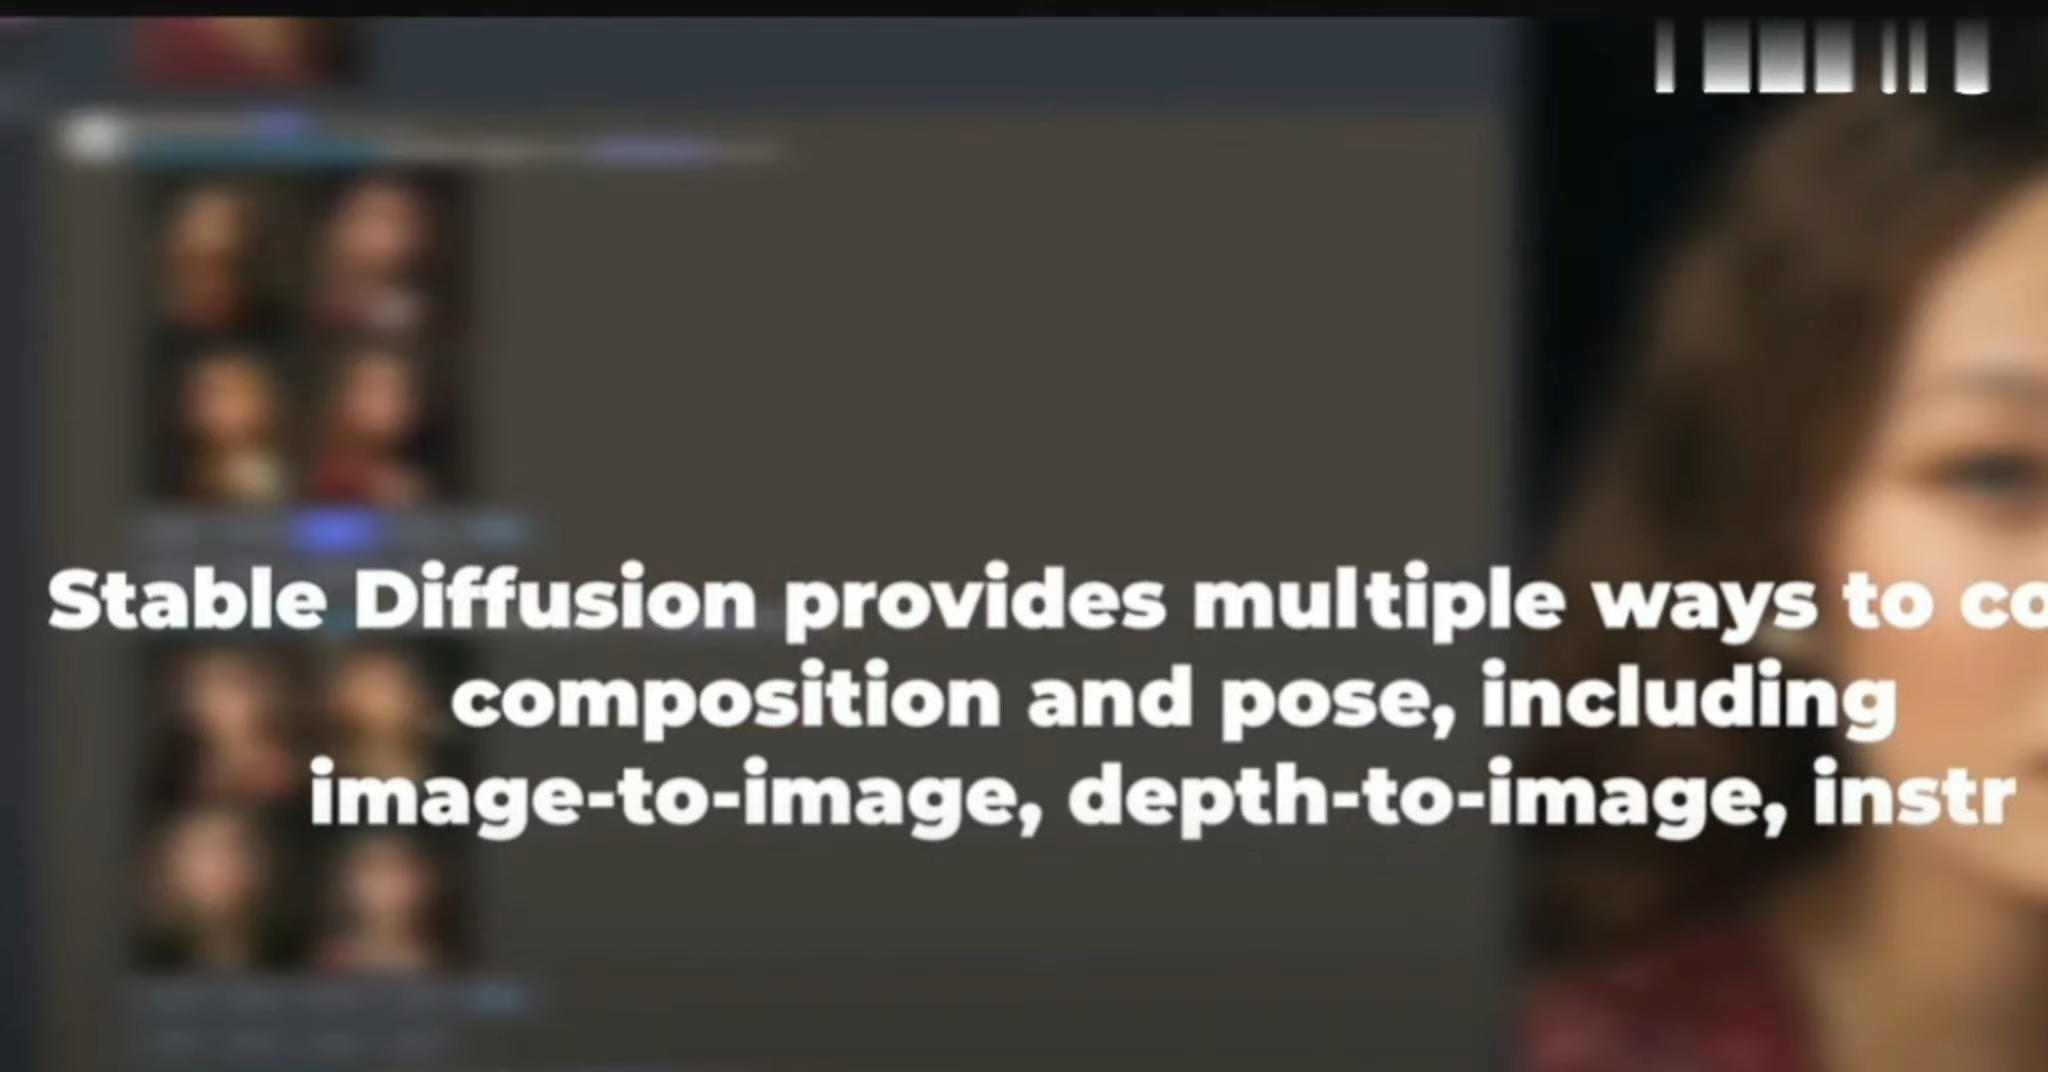 Stable Diffusion provides multiple ways to co
composition and pose, including
image-to-image, depth-to-image, instr